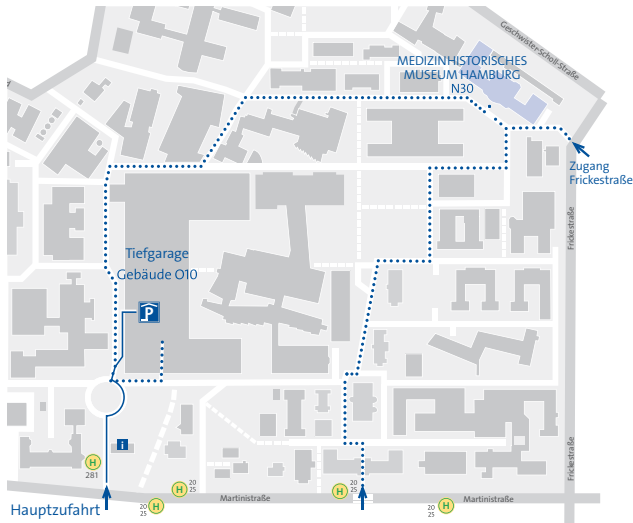 Geschwister-Scholl-Straße
MEDIZINHISTORISCHES
MUSEUM HAMBURG
N30
Zugang
Frickestraße
Frickestraße
Tiefgarage
Gebäude O10
P
i
H
281
H
20
25
H
20
25
H
20
25
H
20
25
Frickestraße
Martinistraße
Martinistraße
Hauptzufahrt